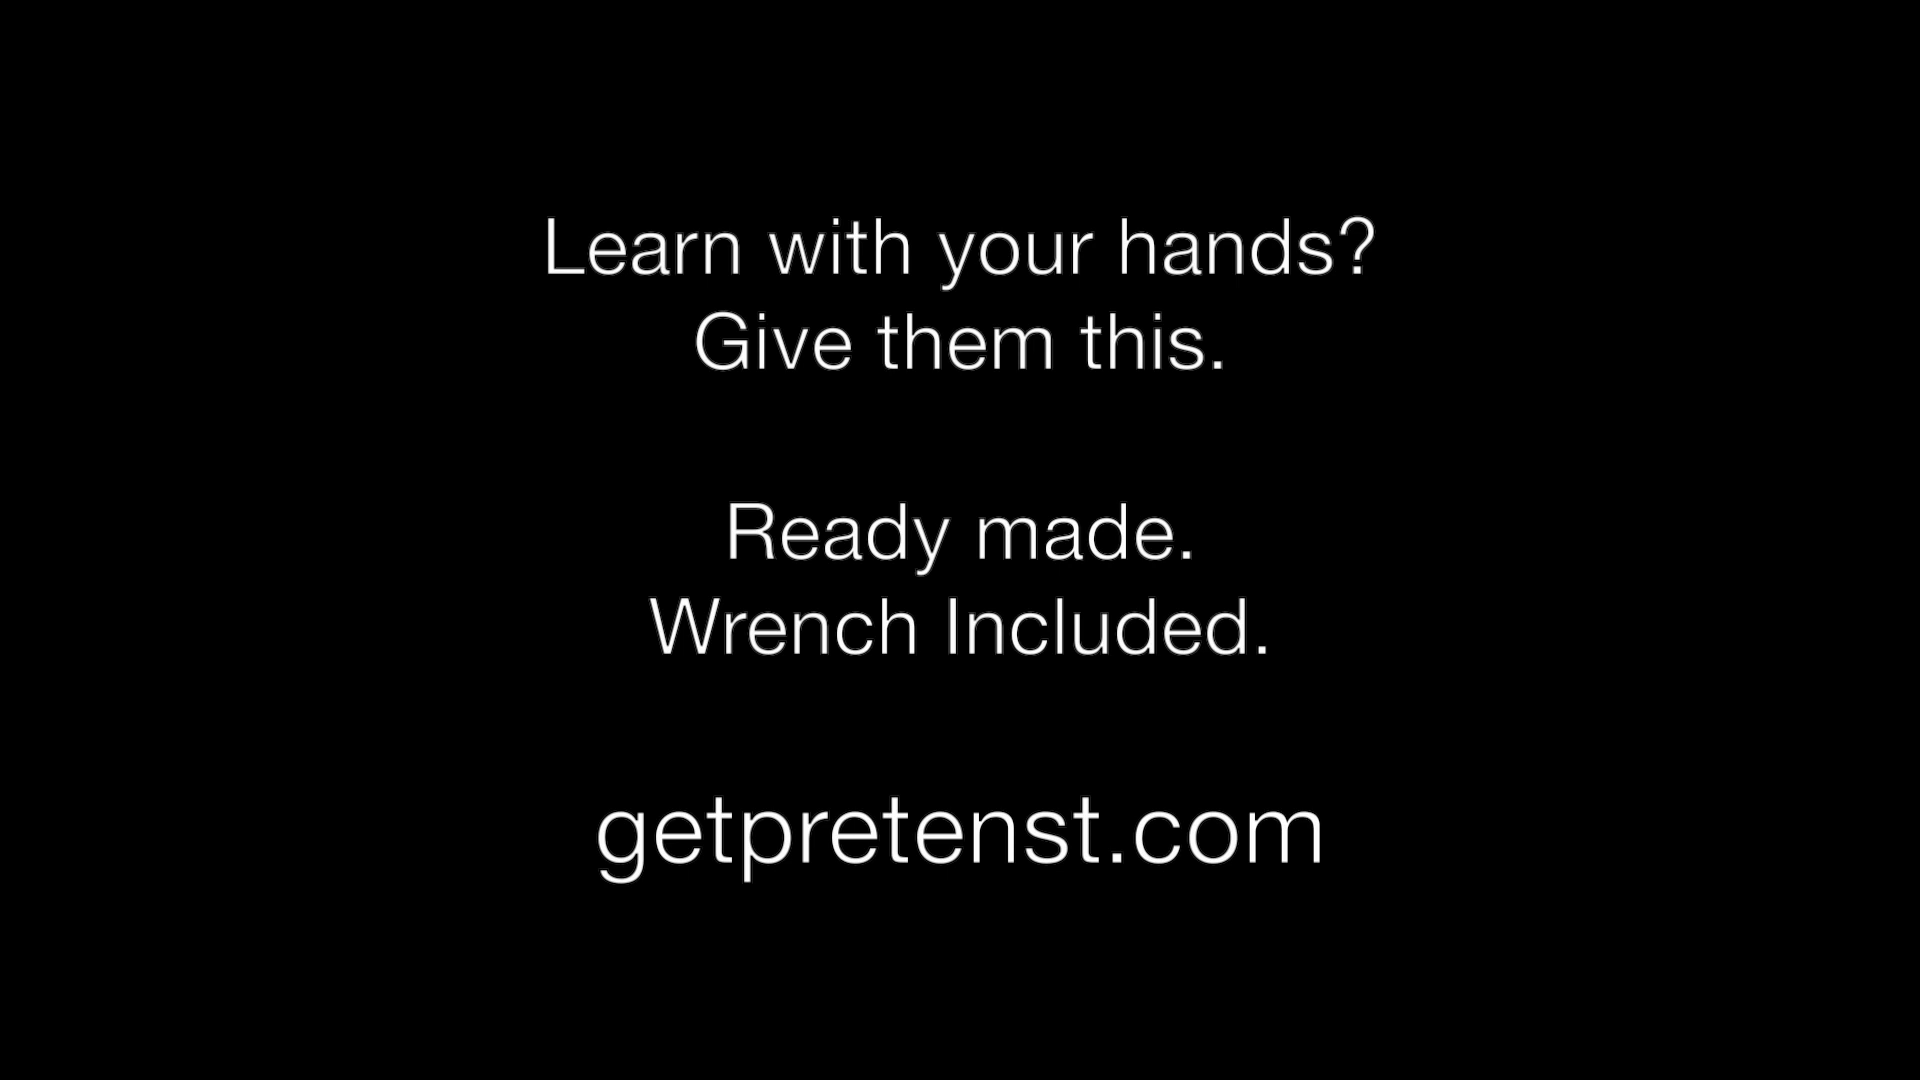 Learn with your hands?
Give them this.
Ready made.
Wrench Included.
getpretenst.com